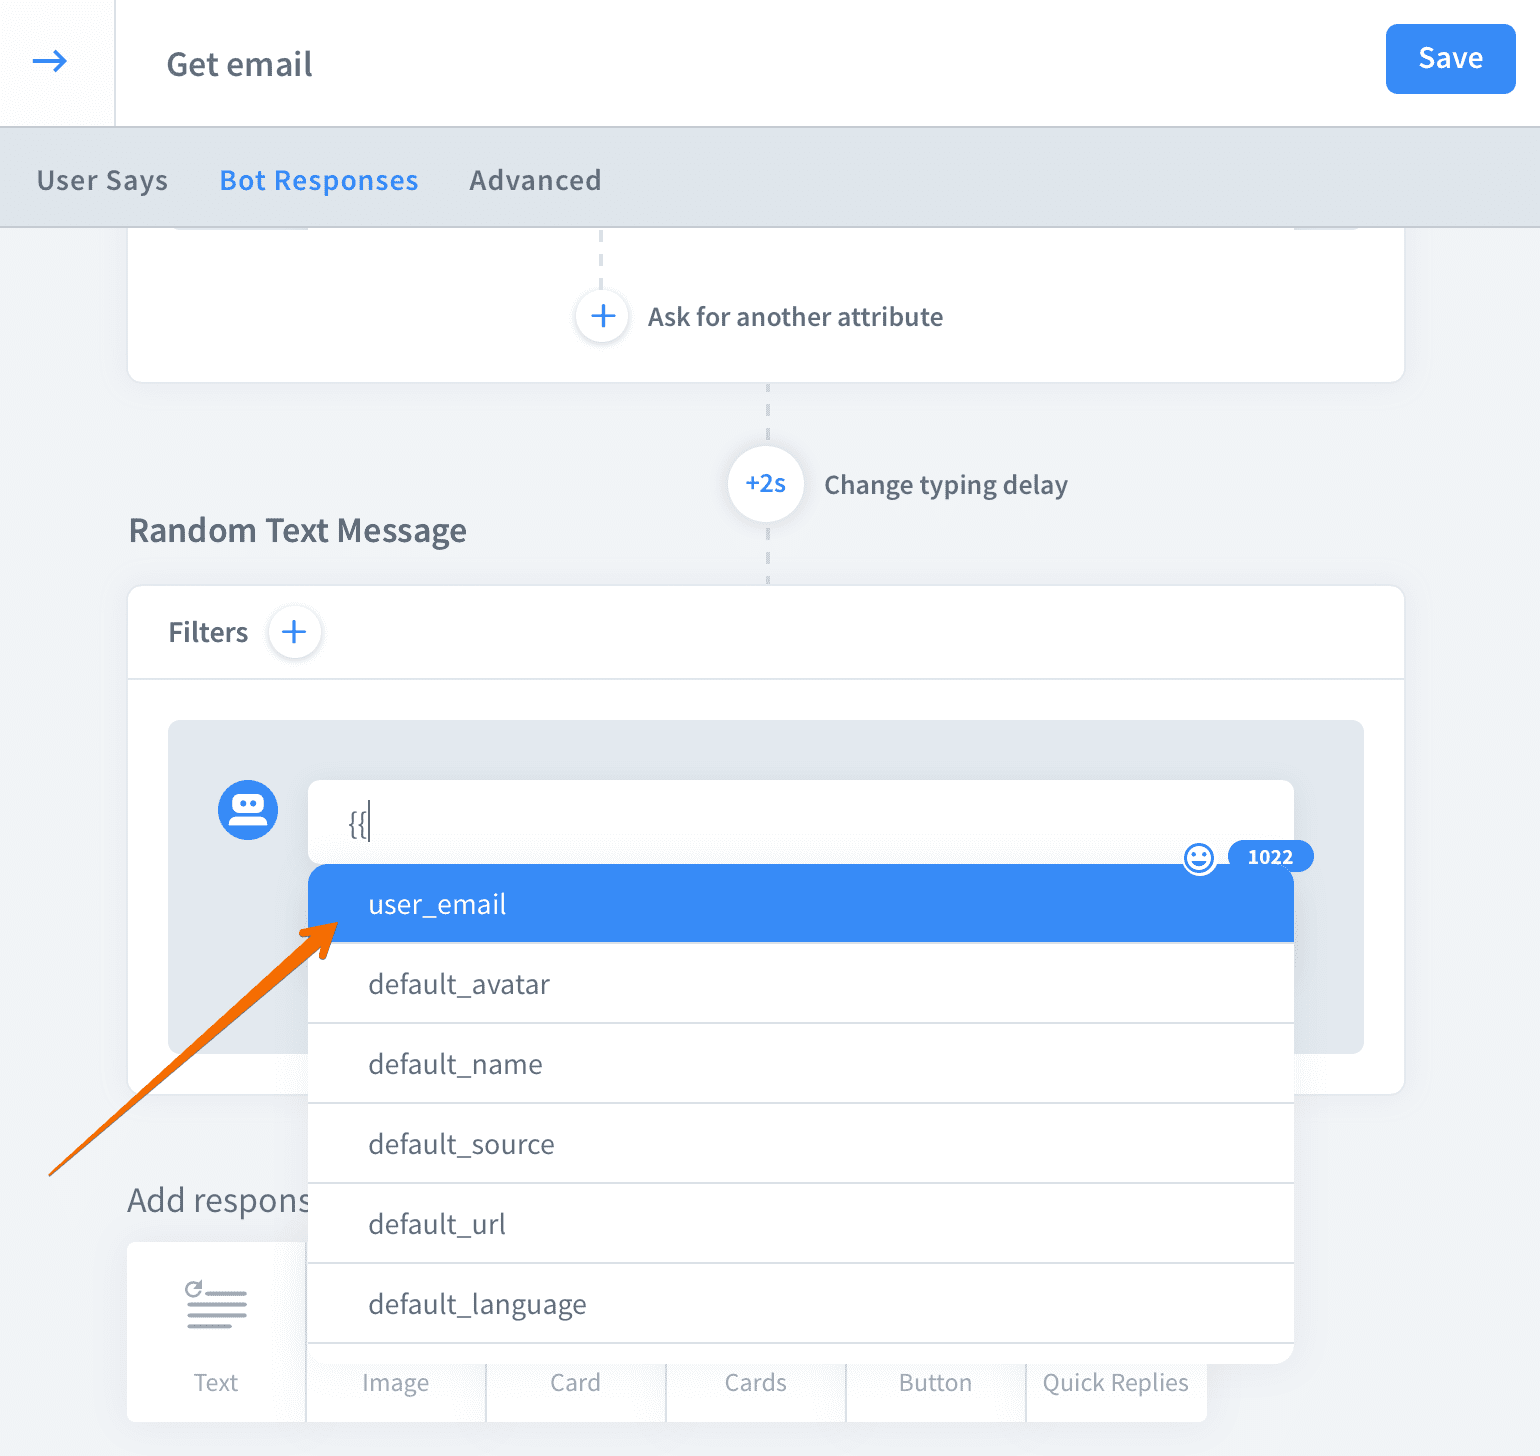 Get email
Save
User Says
Bot Responses
Advanced
Ask for another attribute
+2s
Change typing delay
Random Text Message
Filters
{{
1022
user_email
default_avatar
default_name
default_source
default_url
default_language
Add respons
Text
Image
Card
Cards
Button
Quick Replies